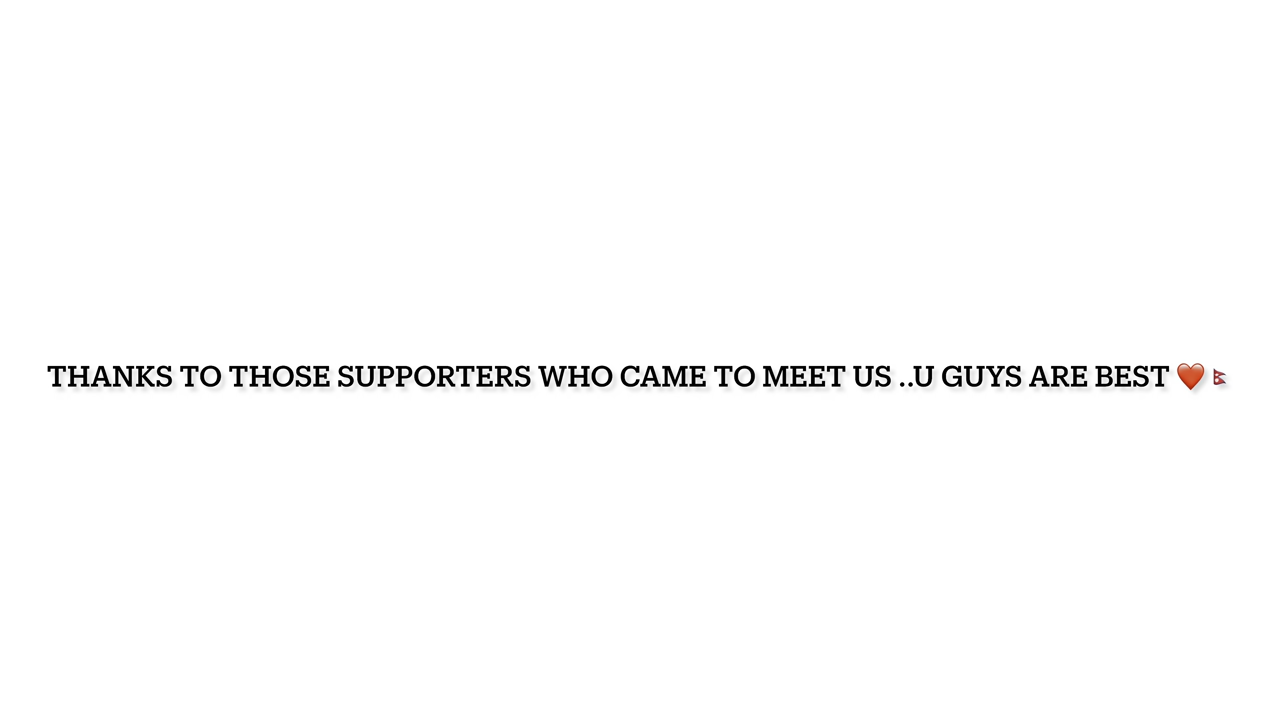 THANKS TO THOSE SUPPORTERS WHO CAME TO MEET US ..U GUYS ARE BEST ❤️ 🇳🇵